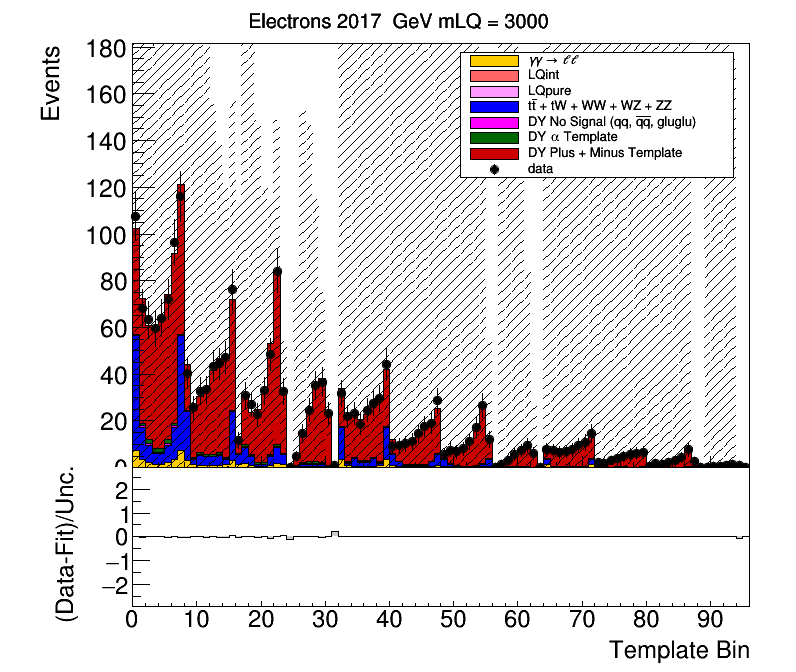 Electrons 2017  GeV mLQ = 3000
Events
180
160
140
120
100
80
60
40
20
0
γγ → ℓℓ
LQint
LQpure
tt̅ + tW + WW + WZ + ZZ
DY No Signal (qq, q̅q̅, gluglu)
DY α Template
DY Plus + Minus Template
data
(Data-Fit)/Unc.
2
1
0
−1
−2
0 10 20 30 40 50 60 70 80 90
Template Bin